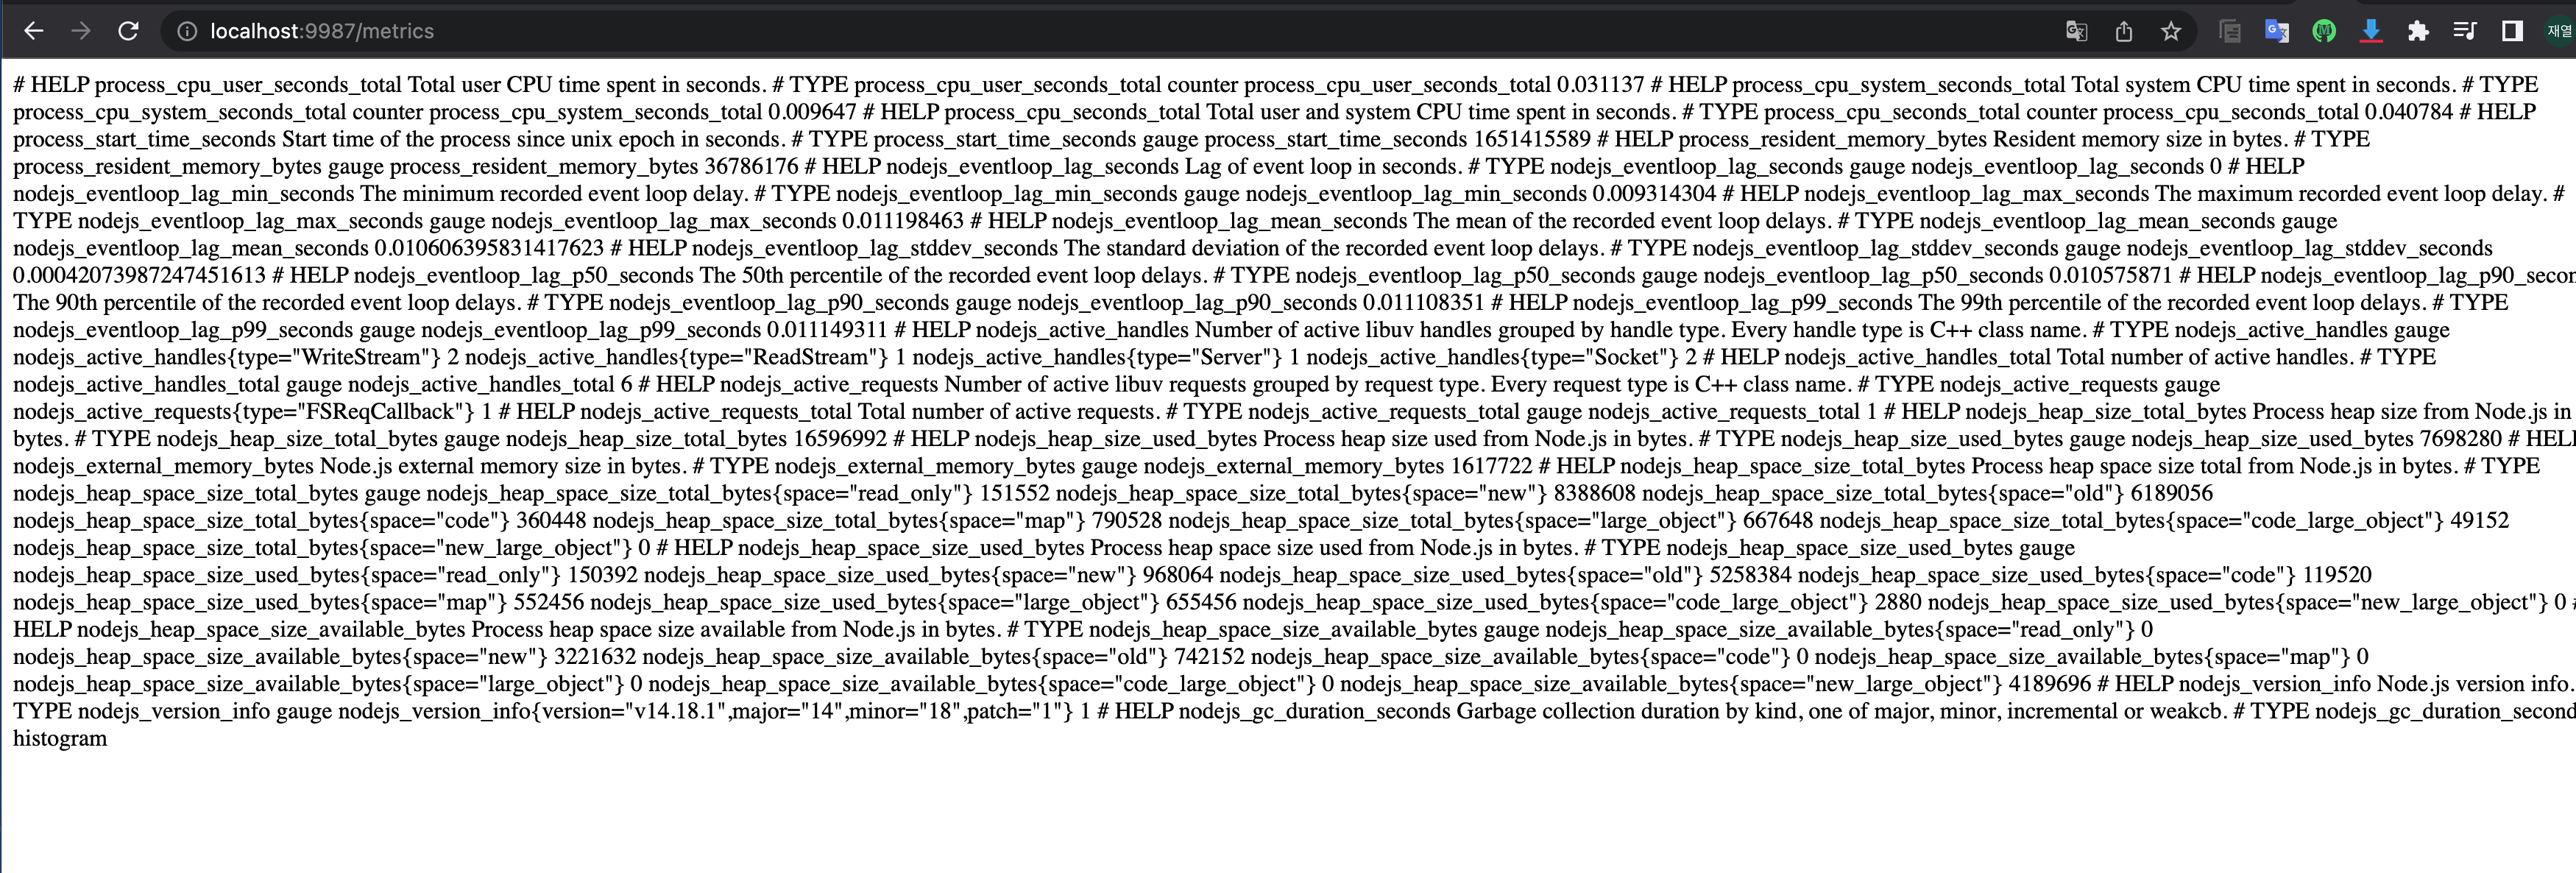 localhost:9987/metrics
재열
# HELP process_cpu_user_seconds_total Total user CPU time spent in seconds. # TYPE process_cpu_user_seconds_total counter process_cpu_user_seconds_total 0.031137 # HELP process_cpu_system_seconds_total Total system CPU time spent in seconds. # TYPE
process_cpu_system_seconds_total counter process_cpu_system_seconds_total 0.009647 # HELP process_cpu_seconds_total Total user and system CPU time spent in seconds. # TYPE process_cpu_seconds_total counter process_cpu_seconds_total 0.040784 # HELP
process_start_time_seconds Start time of the process since unix epoch in seconds. # TYPE process_start_time_seconds gauge process_start_time_seconds 1651415589 # HELP process_resident_memory_bytes Resident memory size in bytes. # TYPE
process_resident_memory_bytes gauge process_resident_memory_bytes 36786176 # HELP nodejs_eventloop_lag_seconds Lag of event loop in seconds. # TYPE nodejs_eventloop_lag_seconds gauge nodejs_eventloop_lag_seconds 0 # HELP
nodejs_eventloop_lag_min_seconds The minimum recorded event loop delay. # TYPE nodejs_eventloop_lag_min_seconds gauge nodejs_eventloop_lag_min_seconds 0.009314304 # HELP nodejs_eventloop_lag_max_seconds The maximum recorded event loop delay. #
TYPE nodejs_eventloop_lag_max_seconds gauge nodejs_eventloop_lag_max_seconds 0.011198463 # HELP nodejs_eventloop_lag_mean_seconds The mean of the recorded event loop delays. # TYPE nodejs_eventloop_lag_mean_seconds gauge
nodejs_eventloop_lag_mean_seconds 0.010606395831417623 # HELP nodejs_eventloop_lag_stddev_seconds The standard deviation of the recorded event loop delays. # TYPE nodejs_eventloop_lag_stddev_seconds gauge nodejs_eventloop_lag_stddev_seconds
0.00042073987247451613 # HELP nodejs_eventloop_lag_p50_seconds The 50th percentile of the recorded event loop delays. # TYPE nodejs_eventloop_lag_p50_seconds gauge nodejs_eventloop_lag_p50_seconds 0.010575871 # HELP nodejs_eventloop_lag_p90_secon
The 90th percentile of the recorded event loop delays. # TYPE nodejs_eventloop_lag_p90_seconds gauge nodejs_eventloop_lag_p90_seconds 0.011108351 # HELP nodejs_eventloop_lag_p99_seconds The 99th percentile of the recorded event loop delays. # TYPE
nodejs_eventloop_lag_p99_seconds gauge nodejs_eventloop_lag_p99_seconds 0.011149311 # HELP nodejs_active_handles Number of active libuv handles grouped by handle type. Every handle type is C++ class name. # TYPE nodejs_active_handles gauge
nodejs_active_handles{type="WriteStream"} 2 nodejs_active_handles{type="ReadStream"} 1 nodejs_active_handles{type="Server"} 1 nodejs_active_handles{type="Socket"} 2 # HELP nodejs_active_handles_total Total number of active handles. # TYPE
nodejs_active_handles_total gauge nodejs_active_handles_total 6 # HELP nodejs_active_requests Number of active libuv requests grouped by request type. Every request type is C++ class name. # TYPE nodejs_active_requests gauge
nodejs_active_requests{type="FSReqCallback"} 1 # HELP nodejs_active_requests_total Total number of active requests. # TYPE nodejs_active_requests_total gauge nodejs_active_requests_total 1 # HELP nodejs_heap_size_total_bytes Process heap size from Node.js in
bytes. # TYPE nodejs_heap_size_total_bytes gauge nodejs_heap_size_total_bytes 16596992 # HELP nodejs_heap_size_used_bytes Process heap size used from Node.js in bytes. # TYPE nodejs_heap_size_used_bytes gauge nodejs_heap_size_used_bytes 7698280 # HEL
nodejs_external_memory_bytes Node.js external memory size in bytes. # TYPE nodejs_external_memory_bytes gauge nodejs_external_memory_bytes 1617722 # HELP nodejs_heap_space_size_total_bytes Process heap space size total from Node.js in bytes. # TYPE
nodejs_heap_space_size_total_bytes gauge nodejs_heap_space_size_total_bytes{space="read_only"} 151552 nodejs_heap_space_size_total_bytes{space="new"} 8388608 nodejs_heap_space_size_total_bytes{space="old"} 6189056
nodejs_heap_space_size_total_bytes{space="code"} 360448 nodejs_heap_space_size_total_bytes{space="map"} 790528 nodejs_heap_space_size_total_bytes{space="large_object"} 667648 nodejs_heap_space_size_total_bytes{space="code_large_object"} 49152
nodejs_heap_space_size_total_bytes{space="new_large_object"} 0 # HELP nodejs_heap_space_size_used_bytes Process heap space size used from Node.js in bytes. # TYPE nodejs_heap_space_size_used_bytes gauge
nodejs_heap_space_size_used_bytes{space="read_only"} 150392 nodejs_heap_space_size_used_bytes{space="new"} 968064 nodejs_heap_space_size_used_bytes{space="old"} 5258384 nodejs_heap_space_size_used_bytes{space="code"} 119520
nodejs_heap_space_size_used_bytes{space="map"} 552456 nodejs_heap_space_size_used_bytes{space="large_object"} 655456 nodejs_heap_space_size_used_bytes{space="code_large_object"} 2880 nodejs_heap_space_size_used_bytes{space="new_large_object"} 0 #
HELP nodejs_heap_space_size_available_bytes Process heap space size available from Node.js in bytes. # TYPE nodejs_heap_space_size_available_bytes gauge nodejs_heap_space_size_available_bytes{space="read_only"} 0
nodejs_heap_space_size_available_bytes{space="new"} 3221632 nodejs_heap_space_size_available_bytes{space="old"} 742152 nodejs_heap_space_size_available_bytes{space="code"} 0 nodejs_heap_space_size_available_bytes{space="map"} 0
nodejs_heap_space_size_available_bytes{space="large_object"} 0 nodejs_heap_space_size_available_bytes{space="code_large_object"} 0 nodejs_heap_space_size_available_bytes{space="new_large_object"} 4189696 # HELP nodejs_version_info Node.js version info.
TYPE nodejs_version_info gauge nodejs_version_info{version="v14.18.1",major="14",minor="18",patch="1"} 1 # HELP nodejs_gc_duration_seconds Garbage collection duration by kind, one of major, minor, incremental or weakcb. # TYPE nodejs_gc_duration_second
histogram